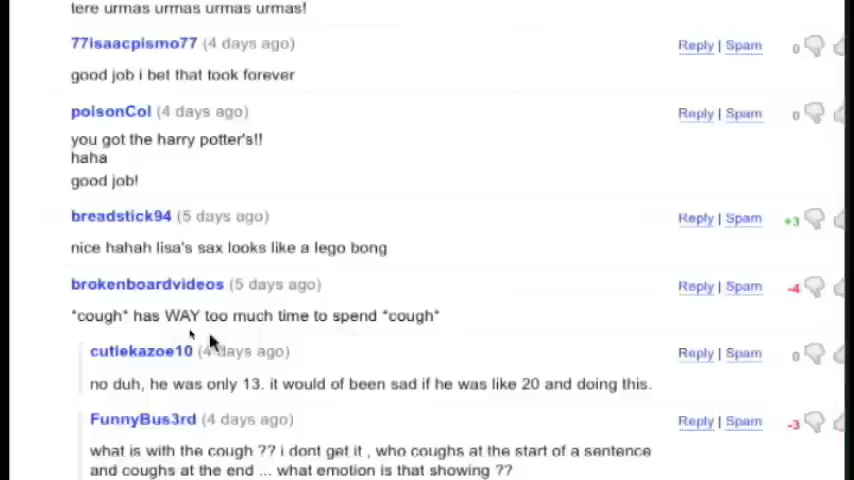 tere urmas urmas urmas urmas!
77isaacpismo77 (4 days ago) Reply | Spam 0
good job i bet that took forever
poisonCol (4 days ago) Reply | Spam 0
you got the harry potter's!!
haha
good job!
breadstick94 (5 days ago) Reply | Spam +3
nice hahah lisa's sax looks like a lego bong
brokenboardvideos (5 days ago) Reply | Spam -4
*cough* has WAY too much time to spend *cough*
cutiekazoe10 (4 days ago) Reply | Spam 0
no duh, he was only 13. it would of been sad if he was like 20 and doing this.
FunnyBus3rd (4 days ago) Reply | Spam -3
what is with the cough ?? i dont get it , who coughs at the start of a sentence
and coughs at the end ... what emotion is that showing ??